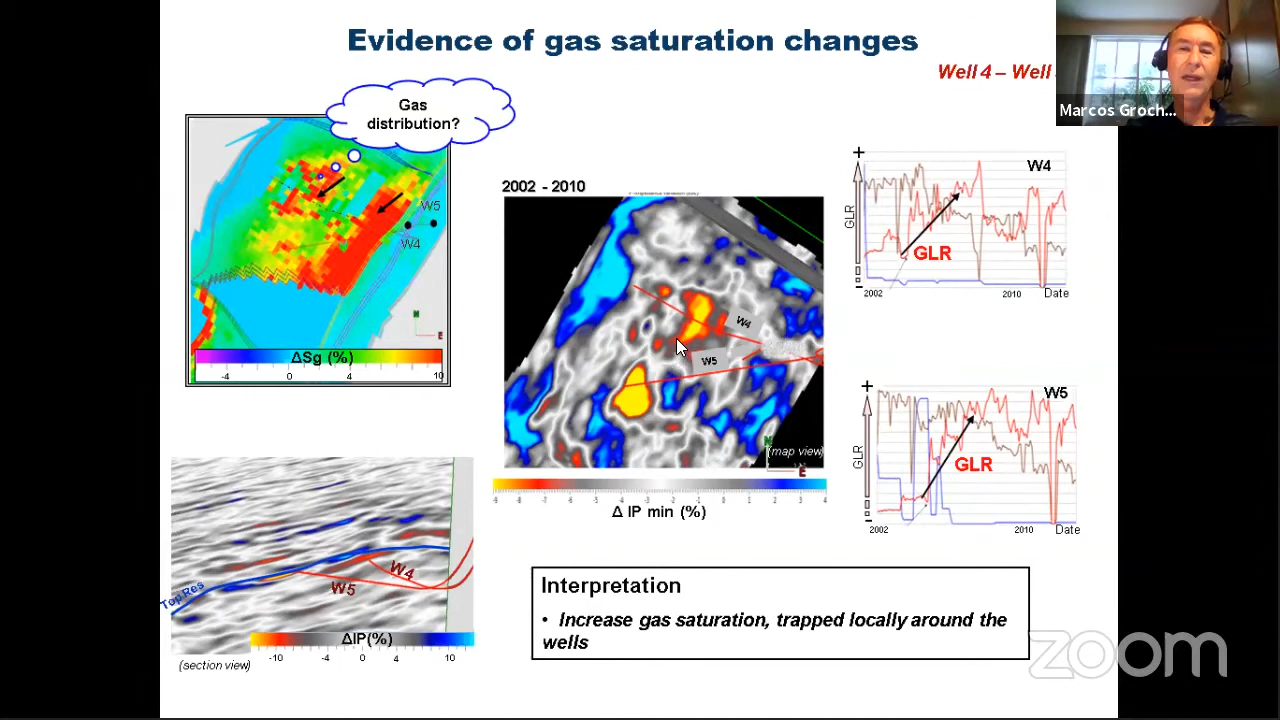 Evidence of gas saturation changes
Well 4 – Well
Marcos Groch...
Gas
distribution?
W5
W4
N
E
ΔSg (%)
-4 0 4 10
2002 - 2010
W4
W5
(map view)
N
E
Δ IP min (%)
+
W4
GLR
GLR
-
2002 2010 Date
+
W5
GLR
GLR
-
2002 2010 Date
Top Res
W5
W4
ΔIP(%)
-10 -4 0 4 10
(section view)
Interpretation
• Increase gas saturation, trapped locally around the
wells
zoom